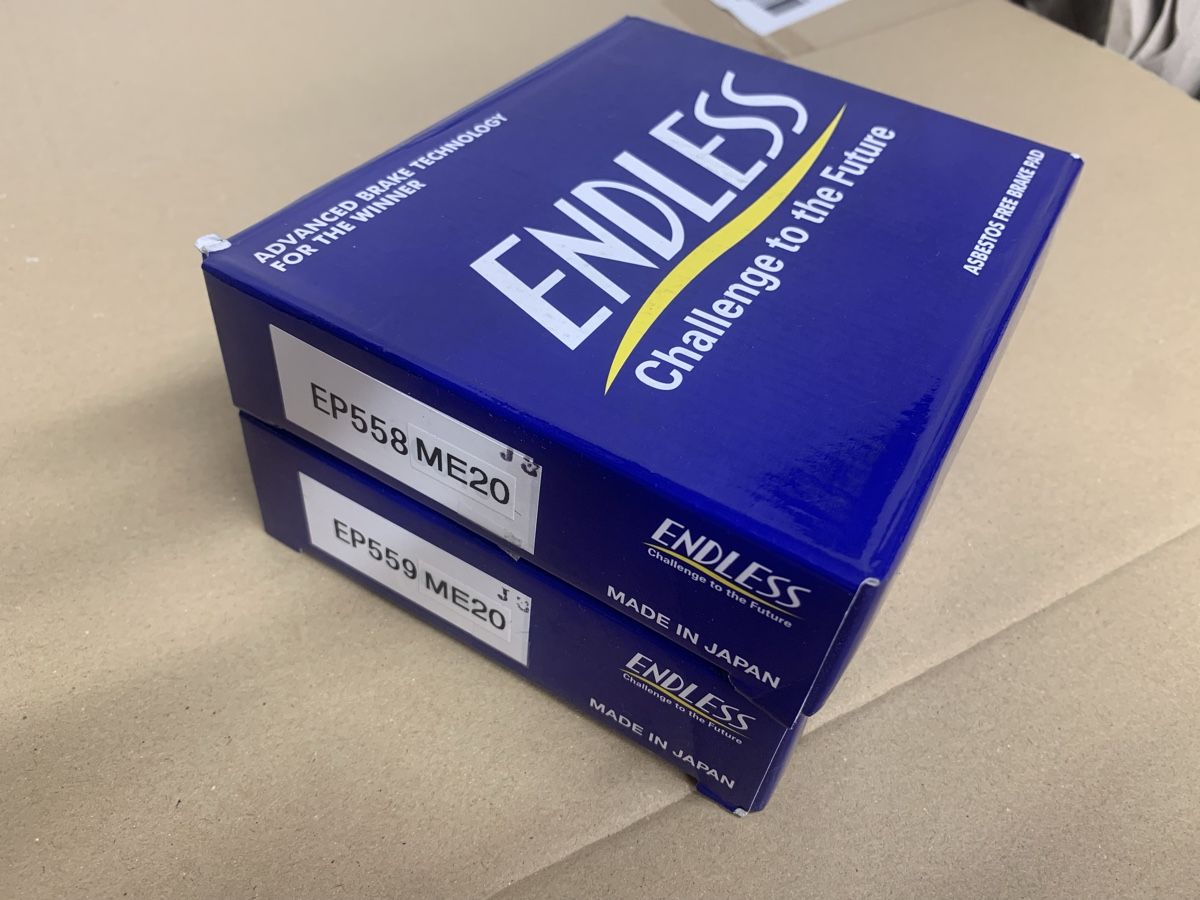 ADVANCED BRAKE TECHNOLOGY
FOR THE WINNER
ENDLESS
Challenge to the Future
ASBESTOS FREE BRAKE PAD
EP558 ME20
ENDLESS
Challenge to the Future
MADE IN JAPAN
EP559 ME20
ENDLESS
Challenge to the Future
MADE IN JAPAN